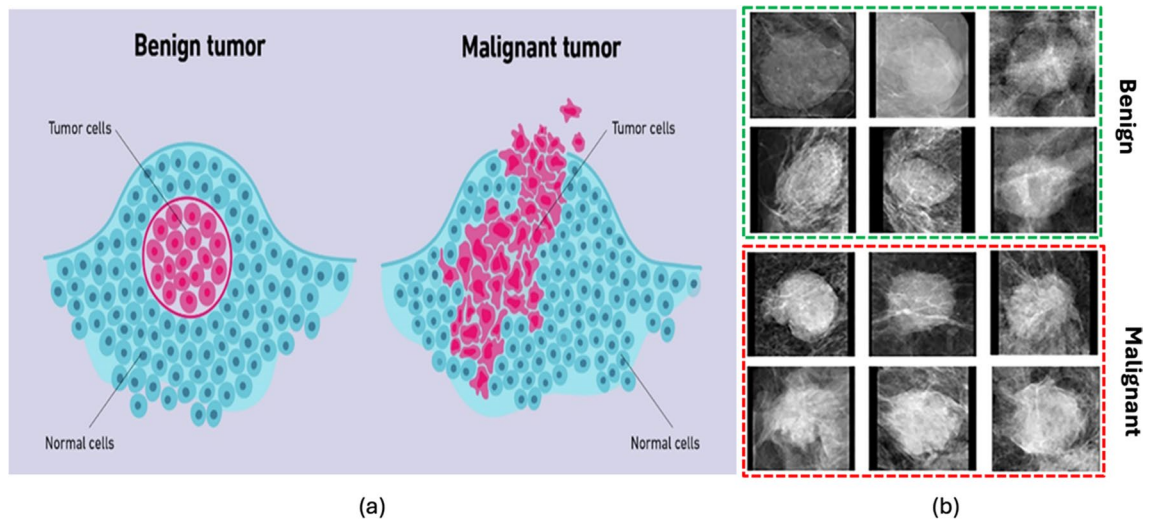 Benign tumor
Malignant tumor
Tumor cells
Tumor cells
Normal cells
Normal cells
Benign
Malignant
(a)
(b)